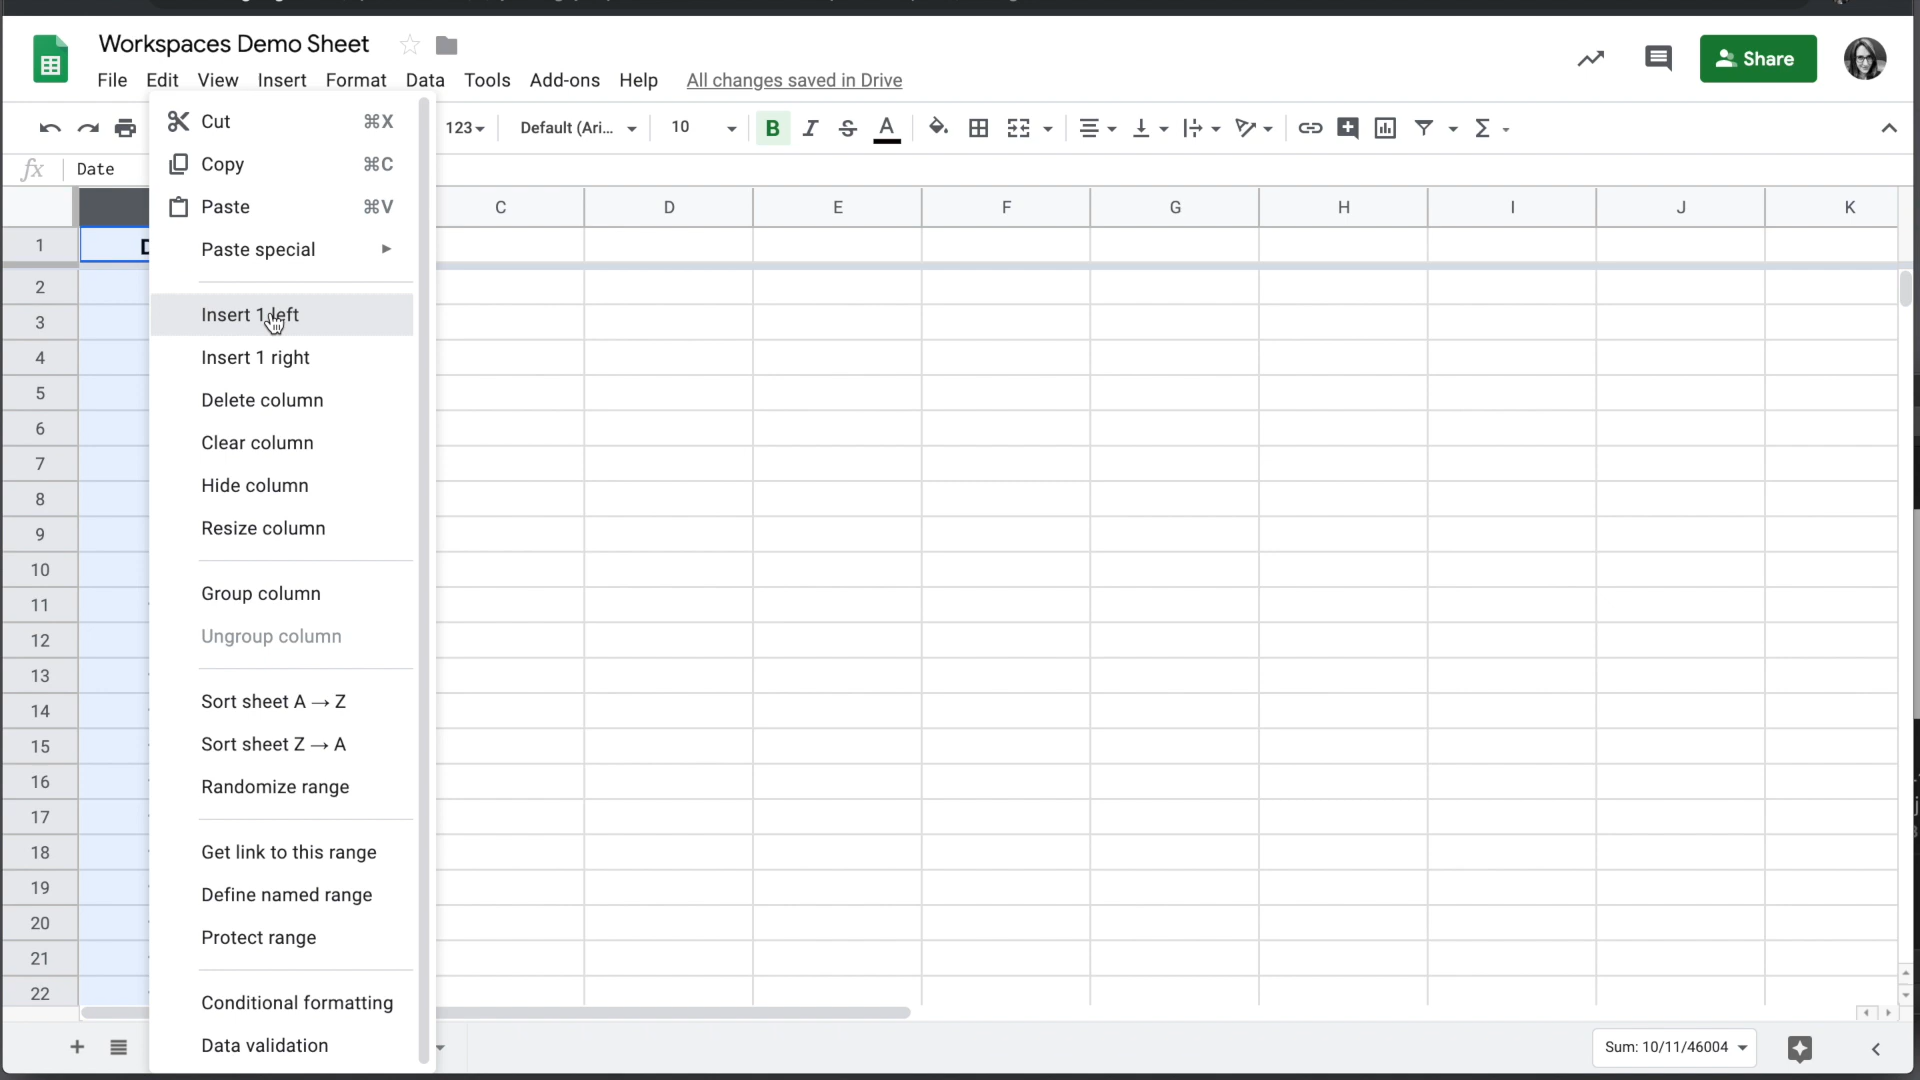 Workspaces Demo Sheet
File Edit View Insert Format Data Tools Add-ons Help All changes saved in Drive
Share
123 Default (Ari... 10 B I S A Σ
fx Date
Cut ⌘X
Copy ⌘C
Paste ⌘V
Paste special ►
Insert 1 left
Insert 1 right
Delete column
Clear column
Hide column
Resize column
Group column
Ungroup column
Sort sheet A → Z
Sort sheet Z → A
Randomize range
Get link to this range
Define named range
Protect range
Conditional formatting
Data validation
C D E F G H I J K
1
2
3
4
5
6
7
8
9
10
11
12
13
14
15
16
17
18
19
20
21
22
+ Sum: 10/11/46004